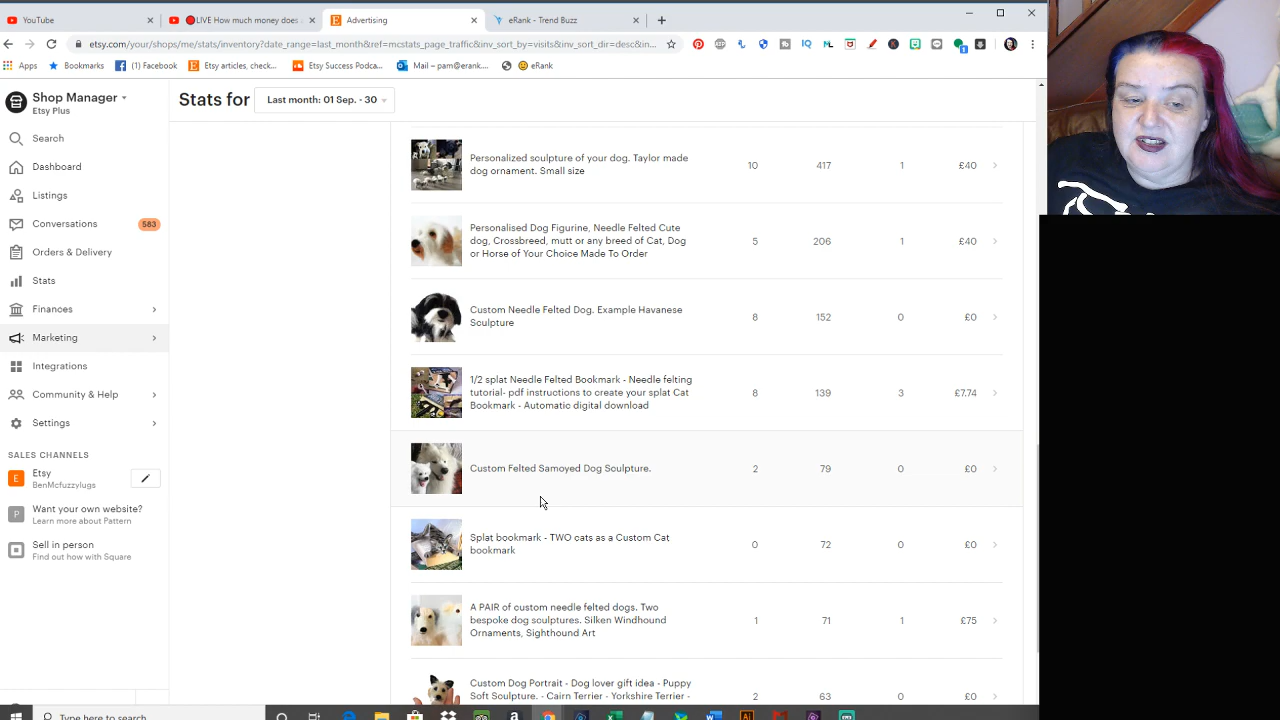 YouTube
LIVE How much money does
Advertising
eRank - Trend Buzz
etsy.com/your/shops/me/stats/inventory?date_range=last_month&ref=mcstats_page_traffic&inv_sort_by=visits&inv_sort_dir=desc&inv...
Apps
Bookmarks
(1) Facebook
Etsy articles, check...
Etsy Success Podca...
Mail – pam@erank....
eRank
Shop Manager
Etsy Plus
Search
Dashboard
Listings
Conversations 583
Orders & Delivery
Stats
Finances
Marketing
Integrations
Community & Help
Settings
SALES CHANNELS
Etsy
BenMcfuzzylugs
Want your own website?
Learn more about Pattern
Sell in person
Find out how with Square
Stats for Last month: 01 Sep. - 30
Personalized sculpture of your dog. Taylor made
dog ornament. Small size
10 417 1 £40
Personalised Dog Figurine, Needle Felted Cute
dog, Crossbreed, mutt or any breed of Cat, Dog
or Horse of Your Choice Made To Order
5 206 1 £40
Custom Needle Felted Dog. Example Havanese
Sculpture
8 152 0 £0
1/2 splat Needle Felted Bookmark - Needle felting
tutorial- pdf instructions to create your splat Cat
Bookmark - Automatic digital download
8 139 3 £7.74
Custom Felted Samoyed Dog Sculpture.
2 79 0 £0
Splat bookmark - TWO cats as a Custom Cat
bookmark
0 72 0 £0
A PAIR of custom needle felted dogs. Two
bespoke dog sculptures. Silken Windhound
Ornaments, Sighthound Art
1 71 1 £75
Custom Dog Portrait - Dog lover gift idea - Puppy
Soft Sculpture. - Cairn Terrier - Yorkshire Terrier -
2 63 0 £0
Type here to search